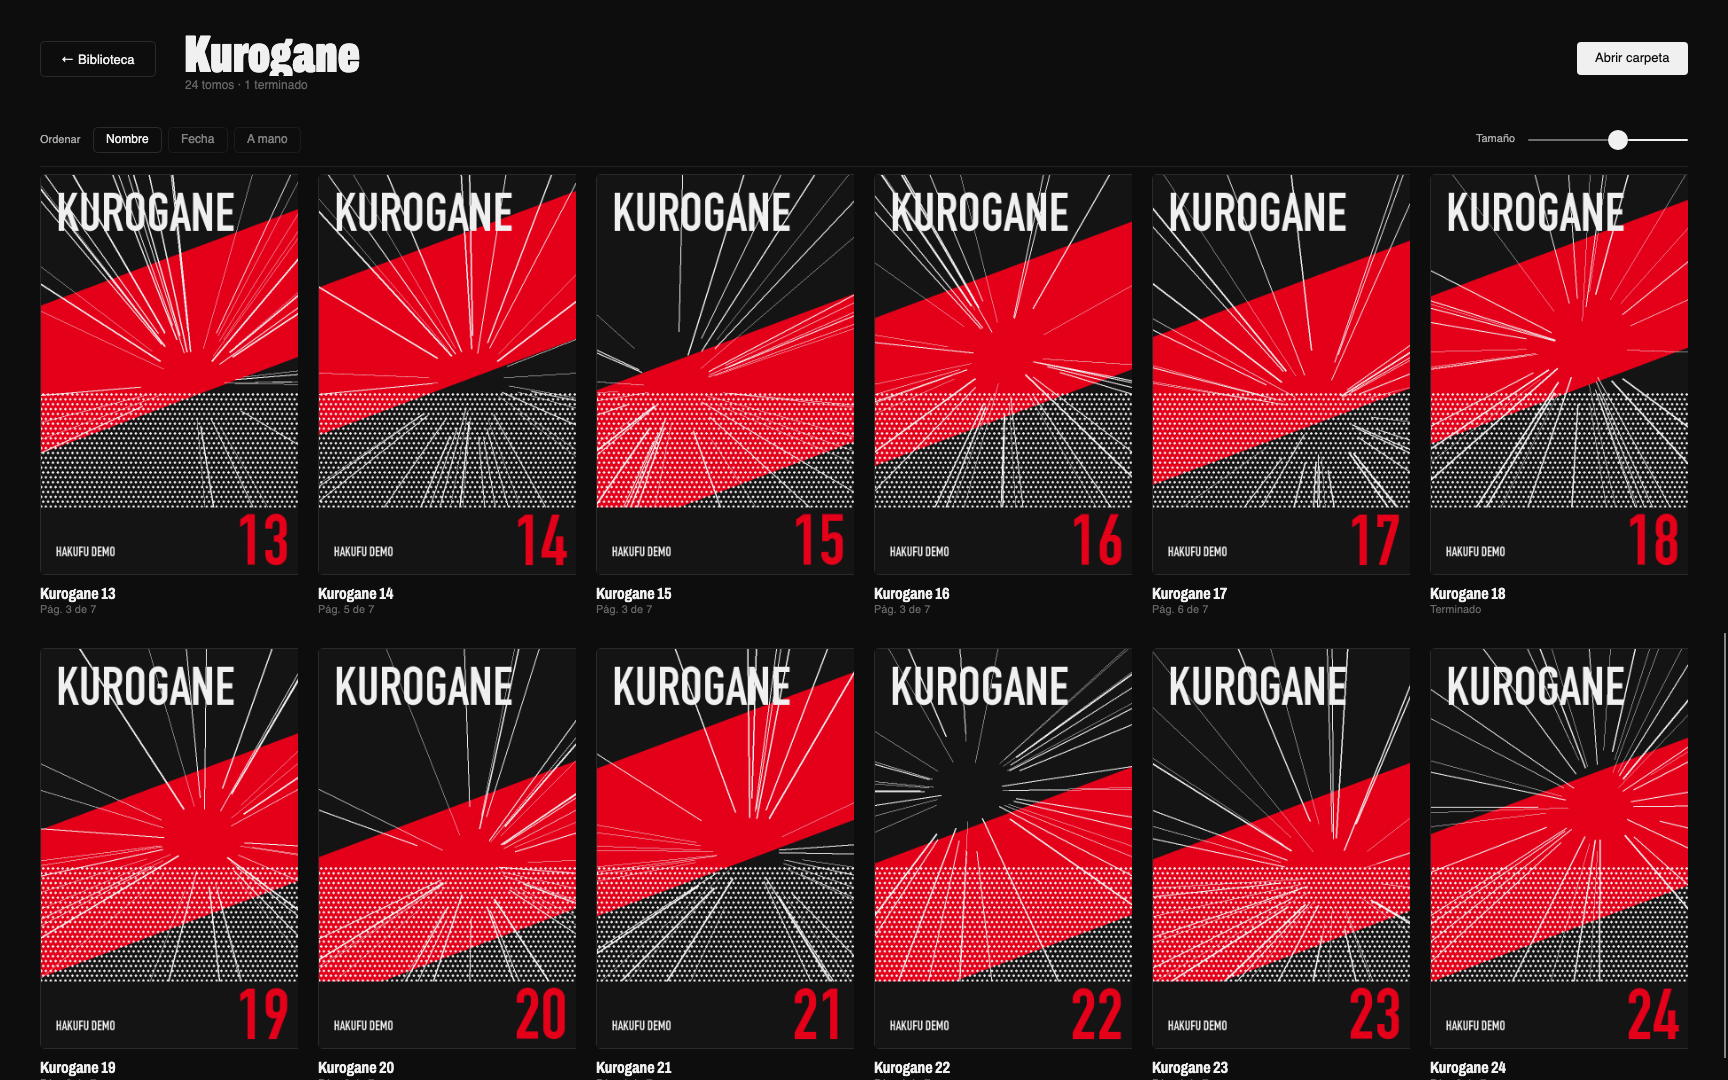 ← Biblioteca
Kurogane
24 tomos · 1 terminado
Abrir carpeta
Ordenar
Nombre
Fecha
A mano
Tamaño
KUROGANE
HAKUFU DEMO
13
Kurogane 13
Pág. 3 de 7
KUROGANE
HAKUFU DEMO
14
Kurogane 14
Pág. 5 de 7
KUROGANE
HAKUFU DEMO
15
Kurogane 15
Pág. 3 de 7
KUROGANE
HAKUFU DEMO
16
Kurogane 16
Pág. 3 de 7
KUROGANE
HAKUFU DEMO
17
Kurogane 17
Pág. 6 de 7
KUROGANE
HAKUFU DEMO
18
Kurogane 18
Terminado
KUROGANE
HAKUFU DEMO
19
Kurogane 19
KUROGANE
HAKUFU DEMO
20
Kurogane 20
KUROGANE
HAKUFU DEMO
21
Kurogane 21
KUROGANE
HAKUFU DEMO
22
Kurogane 22
KUROGANE
HAKUFU DEMO
23
Kurogane 23
KUROGANE
HAKUFU DEMO
24
Kurogane 24